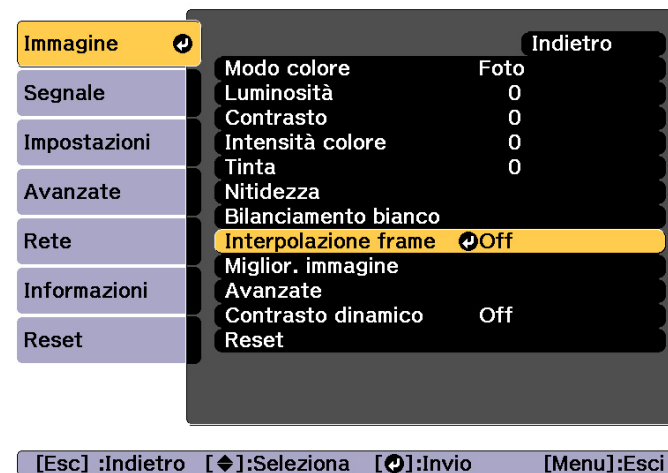 Immagine
Segnale
Impostazioni
Avanzate
Rete
Informazioni
Reset
Indietro
Modo colore Foto
Luminosità 0
Contrasto 0
Intensità colore 0
Tinta 0
Nitidezza
Bilanciamento bianco
Interpolazione frame Off
Miglior. immagine
Avanzate
Contrasto dinamico Off
Reset
[Esc] :Indietro [◆]:Seleziona [↵]:Invio [Menu]:Esci